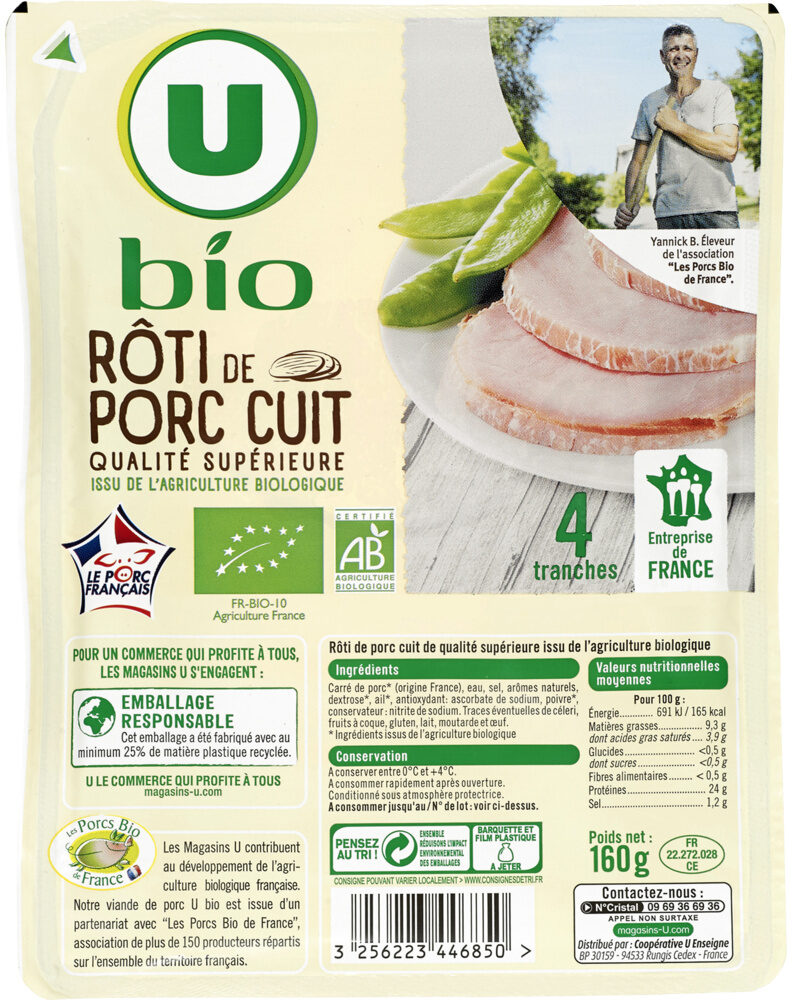 U
bio
RÔTI DE
PORC CUIT
QUALITÉ SUPÉRIEURE
ISSU DE L'AGRICULTURE BIOLOGIQUE
Yannick B. Éleveur
de l'association
"Les Porcs Bio
de France".
4
tranches
Entreprise
de
FRANCE
LE PORC
FRANÇAIS
FR-BIO-10
Agriculture France
CERTIFIÉ
AB
AGRICULTURE
BIOLOGIQUE
POUR UN COMMERCE QUI PROFITE À TOUS,
LES MAGASINS U S'ENGAGENT :
EMBALLAGE
RESPONSABLE
Cet emballage a été fabriqué avec au
minimum 25% de matière plastique recyclée.
U LE COMMERCE QUI PROFITE À TOUS
magasins-u.com
Les Porcs Bio
de France
Les Magasins U contribuent
au développement de l'agri-
culture biologique française.
Notre viande de porc U bio est issue d'un
partenariat avec "Les Porcs Bio de France",
association de plus de 150 producteurs répartis
sur l'ensemble du territoire français.
Rôti de porc cuit de qualité supérieure issu de l'agriculture biologique
Ingrédients
Carré de porc* (origine France), eau, sel, arômes naturels,
dextrose*, ail*, antioxydant: ascorbate de sodium, poivre*,
conservateur : nitrite de sodium. Traces éventuelles de céleri,
fruits à coque, gluten, lait, moutarde et œuf.
* Ingrédients issus de l'agriculture biologique
Conservation
A conserver entre 0°C et +4°C.
A consommer rapidement après ouverture.
Conditionné sous atmosphère protectrice.
A consommer jusqu'au / N° de lot : voir ci-dessus.
Valeurs nutritionnelles
moyennes
Pour 100 g :
Énergie............. 691 kJ / 165 kcal
Matières grasses............... 9,3 g
dont acides gras saturés.... 3,9 g
Glucides........................... <0,5 g
dont sucres..................... <0,5 g
Fibres alimentaires......... < 0,5 g
Protéines........................... 24 g
Sel................................... 1,2 g
PENSEZ
AU TRI !
ENSEMBLE
RÉDUISONS L'IMPACT
ENVIRONNEMENTAL
DES EMBALLAGES
BARQUETTE ET
FILM PLASTIQUE
À JETER
CONSIGNE POUVANT VARIER LOCALEMENT > WWW.CONSIGNESDETRI.FR
3 256223 446850 >
Poids net :
160g
FR
22.272.028
CE
Contactez-nous :
N°Cristal 09 69 36 69 36
APPEL NON SURTAXE
magasins-U.com
Distribué par : Coopérative U Enseigne
BP 30159 - 94533 Rungis Cedex - France